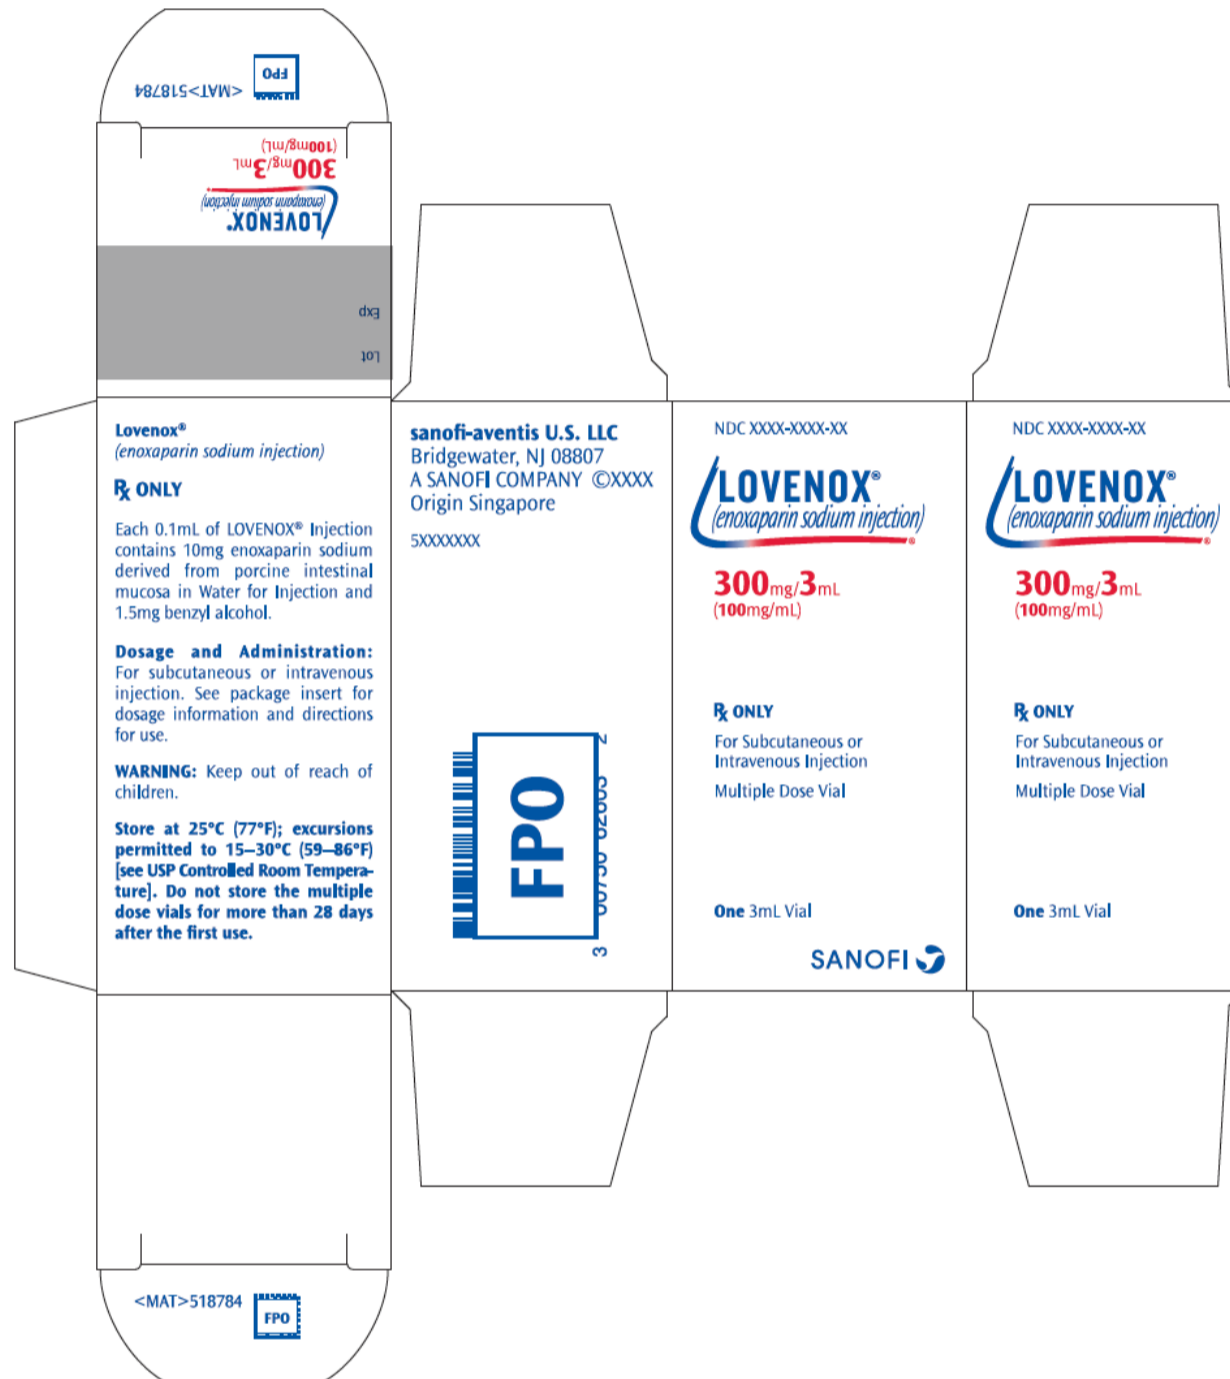 <MAT>518784
FPO
300mg/3mL
(100mg/mL)
LOVENOX®
(enoxaparin sodium injection)
Exp
Lot
Lovenox®
(enoxaparin sodium injection)
Rx ONLY
Each 0.1mL of LOVENOX® Injection
contains 10mg enoxaparin sodium
derived from porcine intestinal
mucosa in Water for Injection and
1.5mg benzyl alcohol.
Dosage and Administration:
For subcutaneous or intravenous
injection. See package insert for
dosage information and directions
for use.
WARNING: Keep out of reach of
children.
Store at 25°C (77°F); excursions
permitted to 15–30°C (59–86°F)
[see USP Controlled Room Tempera-
ture]. Do not store the multiple
dose vials for more than 28 days
after the first use.
<MAT>518784
FPO
sanofi-aventis U.S. LLC
Bridgewater, NJ 08807
A SANOFI COMPANY ©XXXX
Origin Singapore
5XXXXXXX
FPO
3 2
NDC XXXX-XXXX-XX
LOVENOX®
(enoxaparin sodium injection)
®
300mg/3mL
(100mg/mL)
Rx ONLY
For Subcutaneous or
Intravenous Injection
Multiple Dose Vial
One 3mL Vial
SANOFI
NDC XXXX-XXXX-XX
LOVENOX®
(enoxaparin sodium injection)
®
300mg/3mL
(100mg/mL)
Rx ONLY
For Subcutaneous or
Intravenous Injection
Multiple Dose Vial
One 3mL Vial